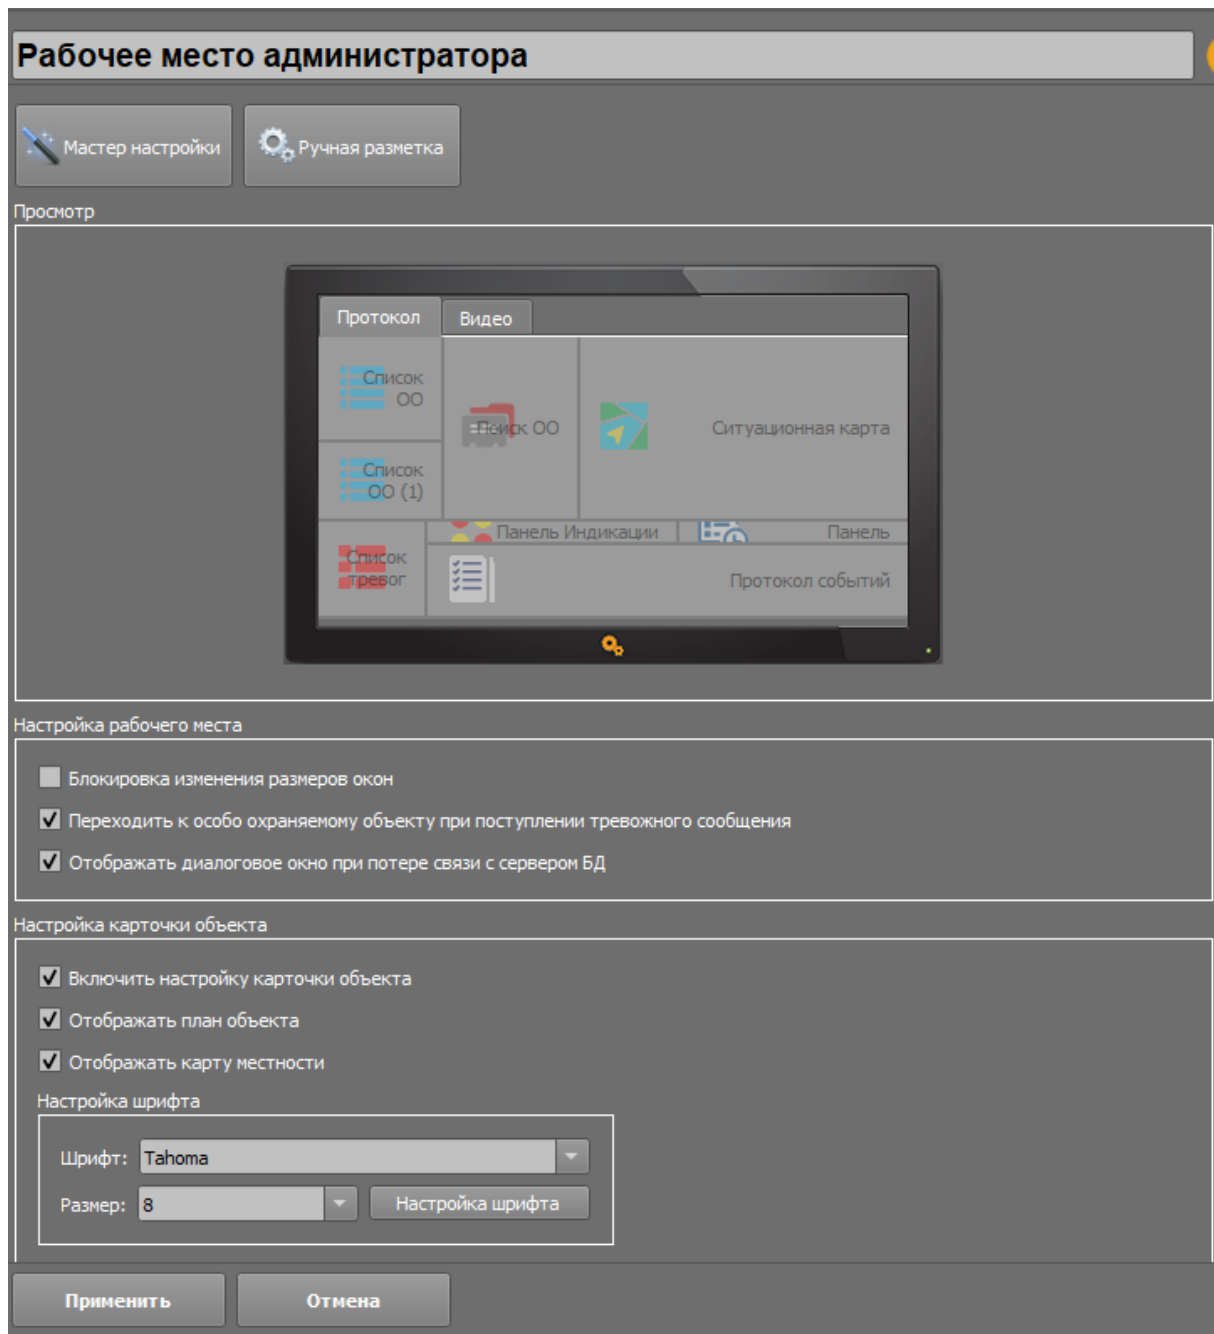 Рабочее место администратора
Мастер настройки
Ручная разметка
Просмотр
Протокол
Видео
Список
ОО
Поиск ОО
Ситуационная карта
Список
ОО (1)
Панель Индикации
Панель
Список
тревог
Протокол событий
Настройка рабочего места
Блокировка изменения размеров окон
Переходить к особо охраняемому объекту при поступлении тревожного сообщения
Отображать диалоговое окно при потере связи с сервером БД
Настройка карточки объекта
Включить настройку карточки объекта
Отображать план объекта
Отображать карту местности
Настройка шрифта
Шрифт: Tahoma
Размер: 8 Настройка шрифта
Применить
Отмена